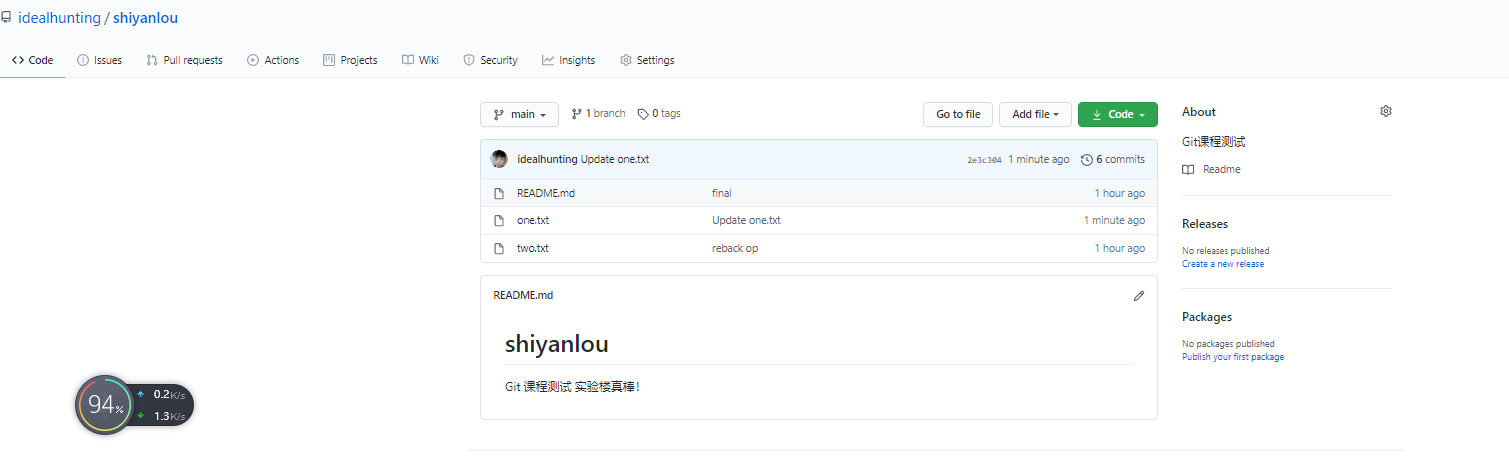 idealhunting / shiyanlou
Code Issues Pull requests Actions Projects Wiki Security Insights Settings
main 1 branch 0 tags Go to file Add file Code
idealhunting Update one.txt 2e3c304 1 minute ago 6 commits
README.md final 1 hour ago
one.txt Update one.txt 1 minute ago
two.txt reback op 1 hour ago
README.md
shiyanlou
Git 课程测试 实验楼真棒！
About
Git课程测试
Readme
Releases
No releases published
Create a new release
Packages
No packages published
Publish your first package
94% 0.2K/s
1.3K/s